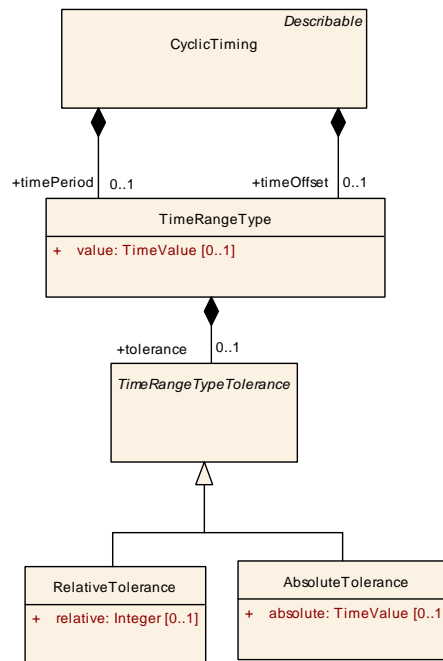 Describable
CyclicTiming
+timePeriod 0..1
+timeOffset 0..1
TimeRangeType
+ value: TimeValue [0..1]
+tolerance 0..1
TimeRangeTypeTolerance
RelativeTolerance
+ relative: Integer [0..1]
AbsoluteTolerance
+ absolute: TimeValue [0..1